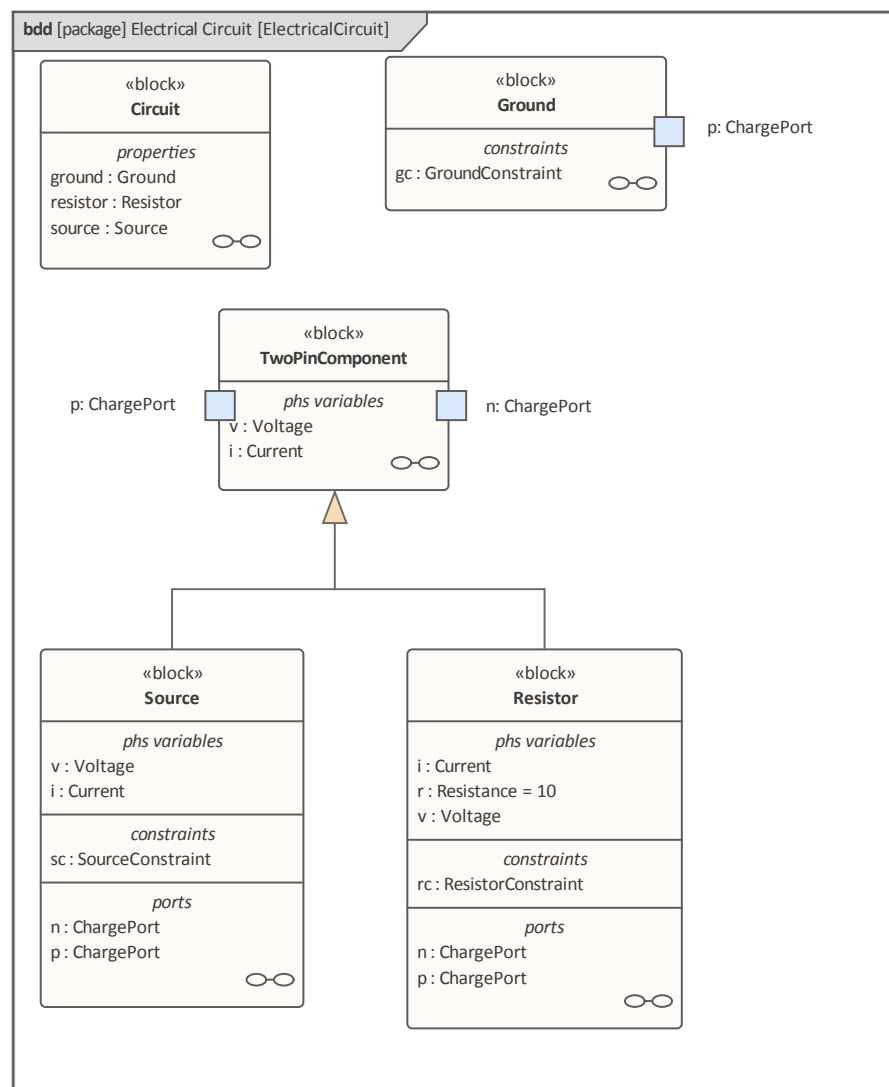 bdd [package] Electrical Circuit [ElectricalCircuit]
«block»
Circuit
properties
ground : Ground
resistor : Resistor
source : Source
«block»
Ground
constraints
gc : GroundConstraint
p: ChargePort
«block»
TwoPinComponent
phs variables
v : Voltage
i : Current
p: ChargePort
n: ChargePort
«block»
Source
phs variables
v : Voltage
i : Current
constraints
sc : SourceConstraint
ports
n : ChargePort
p : ChargePort
«block»
Resistor
phs variables
i : Current
r : Resistance = 10
v : Voltage
constraints
rc : ResistorConstraint
ports
n : ChargePort
p : ChargePort